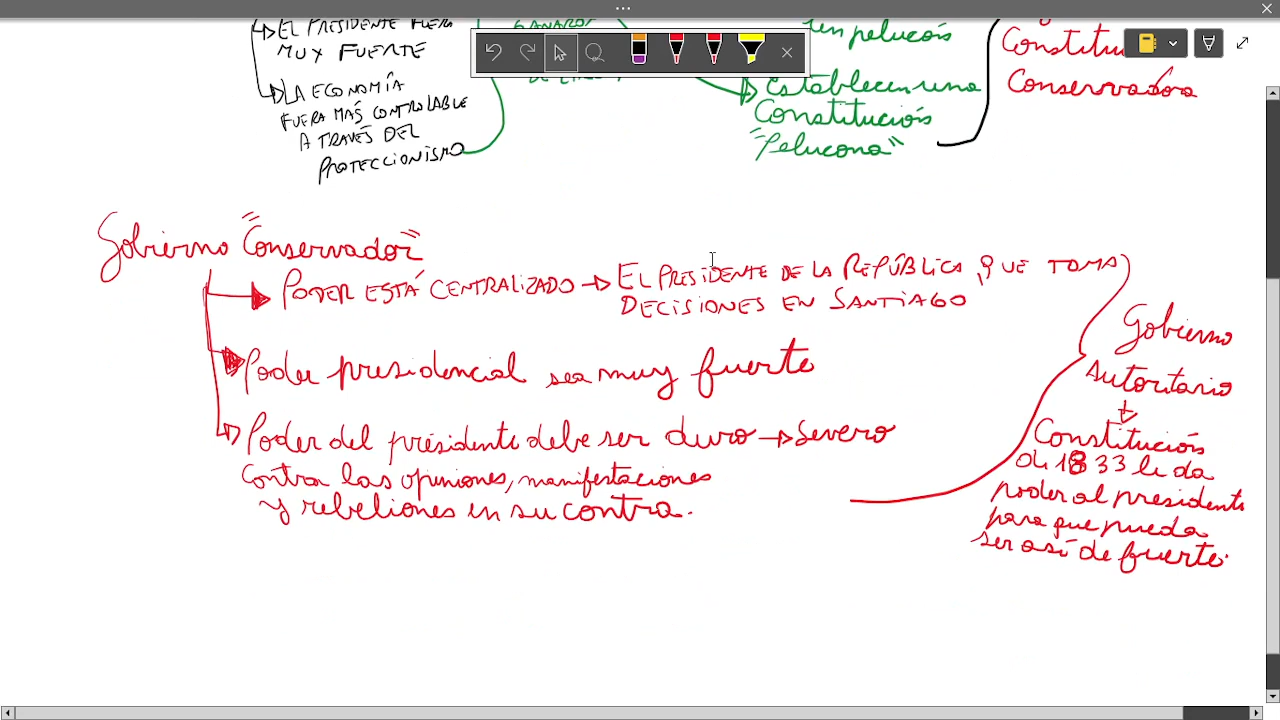 EL PRESIDENTE FUERA
MUY FUERTE
LA ECONOMÍA
FUERA MÁS CONTROLABLE
A TRAVÉS DEL
PROTECCIONISMO
GANARON
un pelucón
Establecen una
Constitución
"Pelucona"
Constitución
Conservadora
Gobierno "Conservador"
PODER ESTÁ CENTRALIZADO → EL PRESIDENTE DE LA REPÚBLICA, QUE TOMA
DECISIONES EN SANTIAGO
Poder presidencial sea muy fuerte
Poder del presidente debe ser duro → Severo
Contra las opiniones, manifestaciones
y rebeliones en su contra.
Gobierno
Autoritario
Constitución
de 1833 le da
poder al presidente
para que pueda
ser así de fuerte.